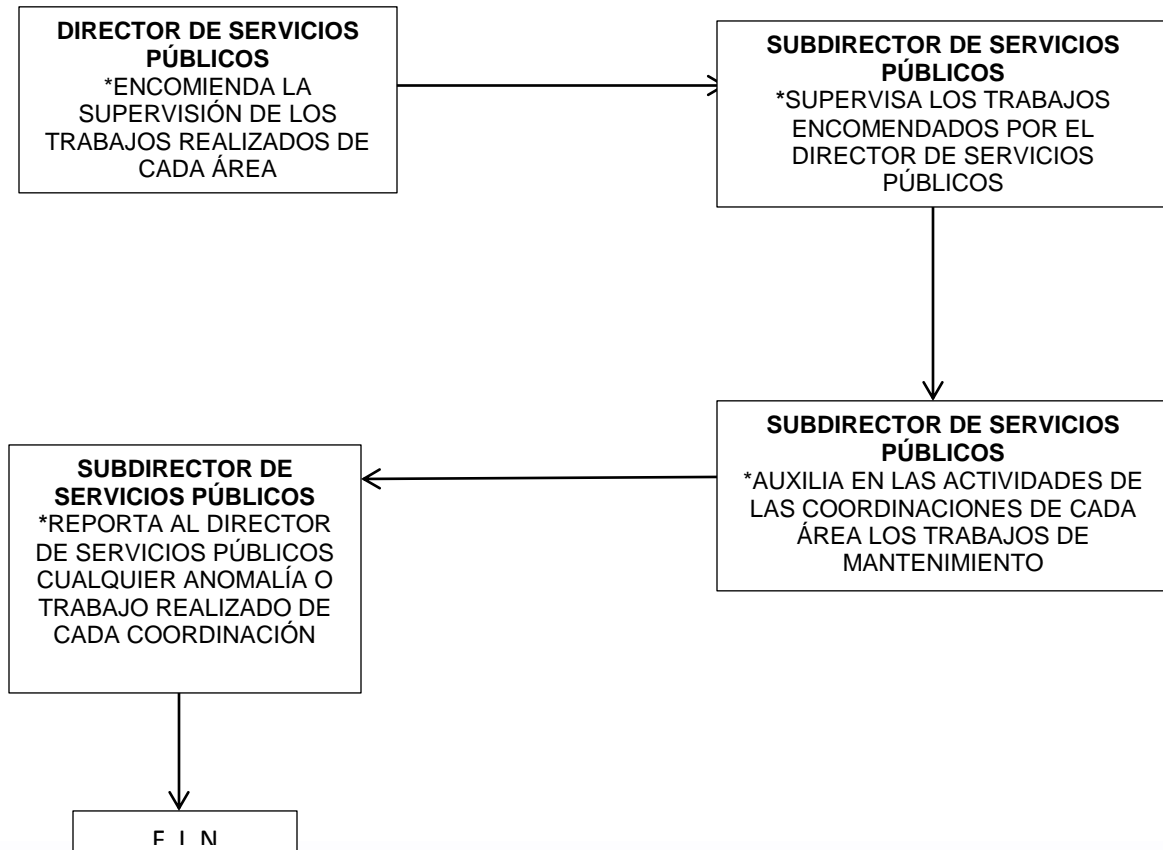 DIRECTOR DE SERVICIOS
PÚBLICOS
*ENCOMIENDA LA
SUPERVISIÓN DE LOS
TRABAJOS REALIZADOS DE
CADA ÁREA
SUBDIRECTOR DE SERVICIOS
PÚBLICOS
*SUPERVISA LOS TRABAJOS
ENCOMENDADOS POR EL
DIRECTOR DE SERVICIOS
PÚBLICOS
SUBDIRECTOR DE SERVICIOS
PÚBLICOS
*AUXILIA EN LAS ACTIVIDADES DE
LAS COORDINACIONES DE CADA
ÁREA LOS TRABAJOS DE
MANTENIMIENTO
SUBDIRECTOR DE
SERVICIOS PÚBLICOS
*REPORTA AL DIRECTOR
DE SERVICIOS PÚBLICOS
CUALQUIER ANOMALÍA O
TRABAJO REALIZADO DE
CADA COORDINACIÓN
F I N